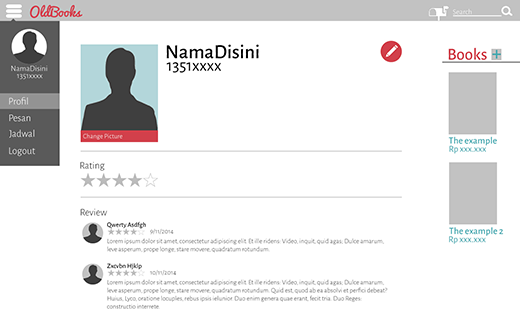 OldBooks
Search
NamaDisini
1351xxxx
Profil
Pesan
Jadwal
Logout
NamaDisini
1351xxxx
Change Picture
Rating
Review
Qwerty Asdfgh
9/11/2014
Lorem ipsum dolor sit amet, consectetur adipiscing elit. Et ille ridens: Video, inquit, quid agas; Dulce amarum,
leve asperum, prope longe, stare movere, quadratum rotundum.
Zxcvbn Hjklp
10/11/2014
Lorem ipsum dolor sit amet, consectetur adipiscing elit. Et ille ridens: Video, inquit, quid agas; Dulce amarum,
leve asperum, prope longe, stare movere, quadratum rotundum. Quid est, quod ab ea absolvi et perfici debeat?
Huius, Lyco, oratione locuples, rebus ipsis ielunior. Duo enim genera quae erant, fecit tria. Duo Reges:
constructio interrete.
Books
The example
Rp xxx.xxx
The example 2
Rp xxx.xxx